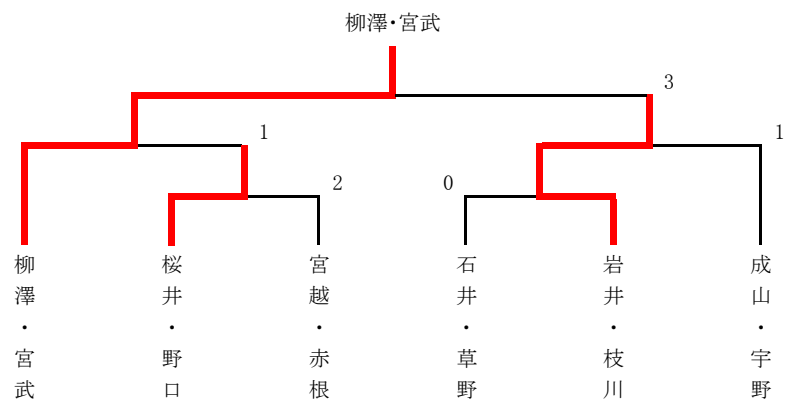 柳澤・宮武
3
1
1
2
0
柳澤・宮武
桜井・野口
宮越・赤根
石井・草野
岩井・枝川
成山・宇野